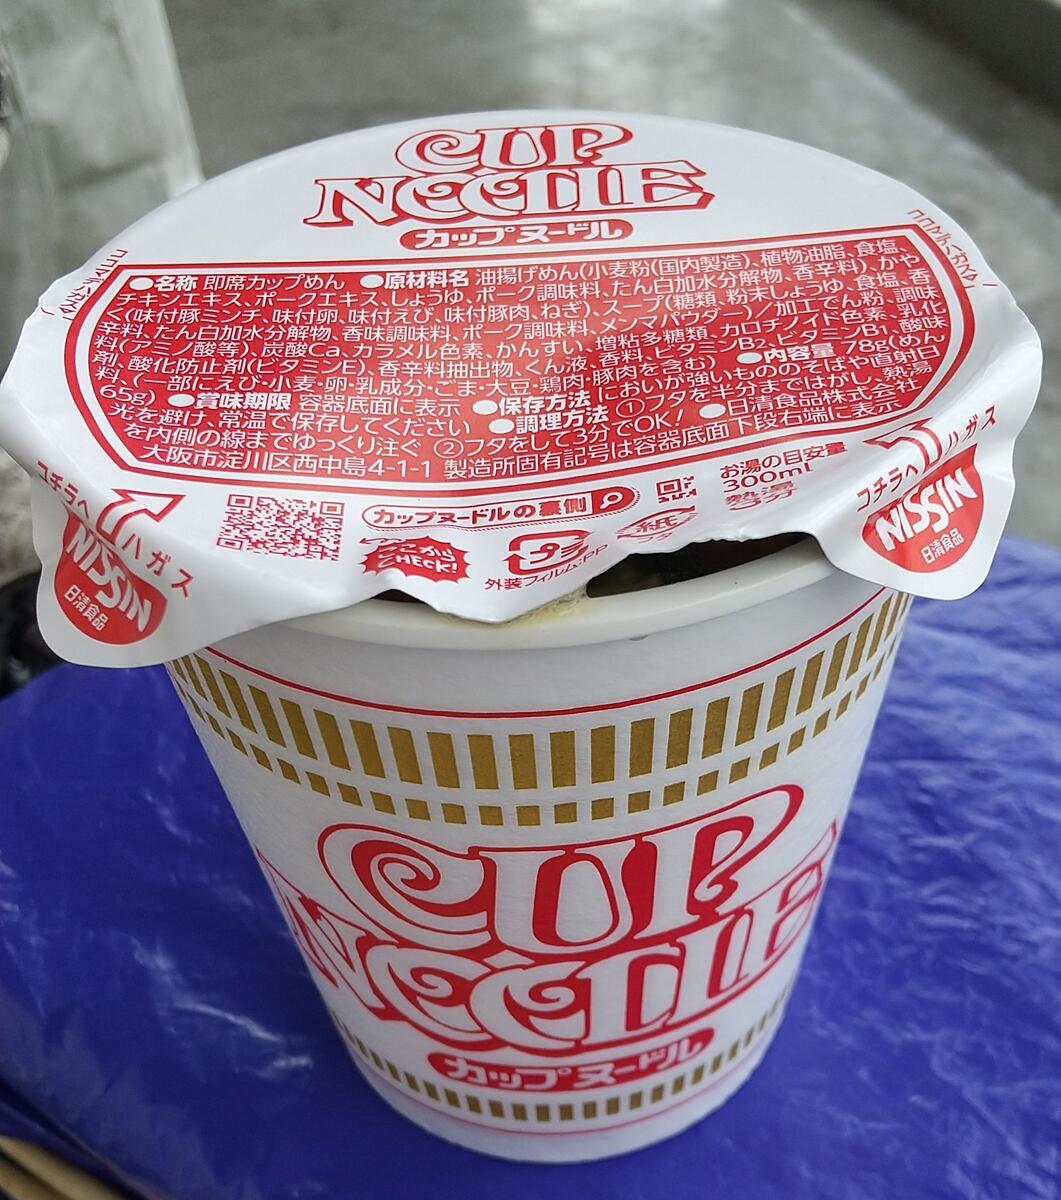 CUP
NOODLE
カップヌードル
●名称 即席カップめん ●原材料名 油揚げめん(小麦粉(国内製造)、植物油脂、食塩、
チキンエキス、ポークエキス、しょうゆ、ポーク調味料、たん白加水分解物、香辛料)、かや
く(味付豚ミンチ、味付卵、味付えび、味付豚肉、ねぎ)、スープ(糖類、粉末しょうゆ、食塩、香
辛料、たん白加水分解物、香味調味料、ポーク調味料、メンマパウダー)/加工でん粉、調味
料(アミノ酸等)、炭酸Ca、カラメル色素、かんすい、増粘多糖類、カロチノイド色素、乳化
剤、酸化防止剤(ビタミンE)、香辛料抽出物、くん液、香料、ビタミンB2、ビタミンB1、酸味
料、(一部にえび・小麦・卵・乳成分・ごま・大豆・鶏肉・豚肉を含む) ●内容量 78g(めん
65g) ●賞味期限 容器底面に表示 ●保存方法 においが強いもののそばや直射日
光を避け、常温で保存してください ●調理方法 ①フタを半分まではがし、熱湯
を内側の線までゆっくり注ぐ ②フタをして3分でOK! ●日清食品株式会社
大阪市淀川区西中島4-1-1 製造所固有記号は容器底面下段右端に表示
コチラへハガス
NISSIN
日清食品
カップヌードルの裏側
CHECK!
プラ
外装フィルム:PP
紙
フタ
お湯の目安量
300ml
コチラへハガス
NISSIN
日清食品
CUP
NOODLE
カップヌードル